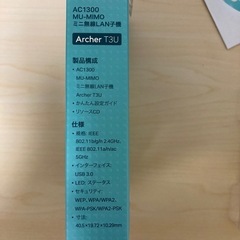 AC1300
MU-MIMO
ミニ無線LAN子機
Archer T3U
製品構成
・AC1300
MU-MIMO
ミニ無線LAN子機
Archer T3U
・かんたん設定ガイド
・リソースCD
仕様
・規格: IEEE
802.11b/g/n 2.4GHz,
IEEE 802.11a/n/ac
5GHz
・インターフェイス:
USB 3.0
・LED: ステータス
・セキュリティ:
WEP, WPA/WPA2,
WPA-PSK/WPA2-PSK
・寸法: